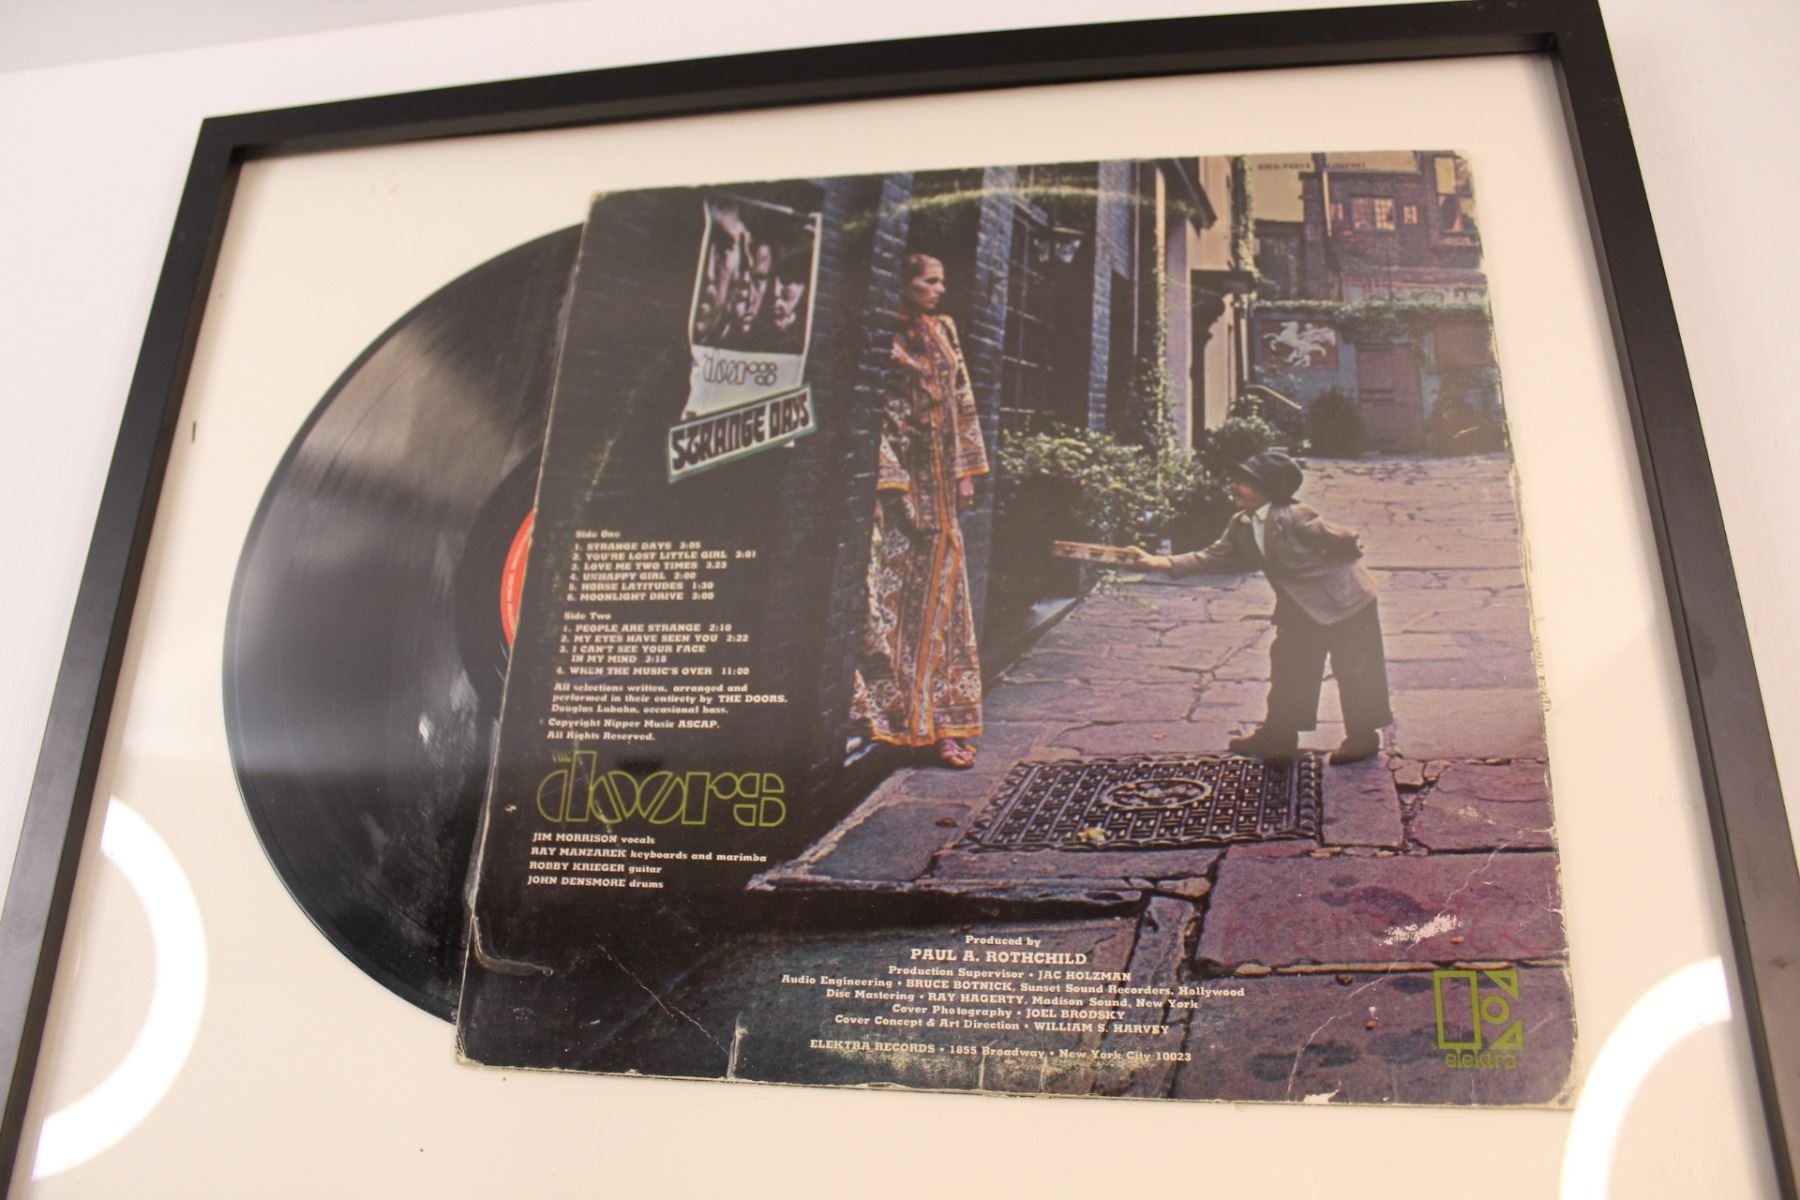 doors
STRANGE DAYS
Side One
1. STRANGE DAYS 3:05
2. YOU'RE LOST LITTLE GIRL 3:01
3. LOVE ME TWO TIMES 3.23
4. UNHAPPY GIRL 2:00
5. HORSE LATITUDES 1:30
6. MOONLIGHT DRIVE 3:00
Side Two
1. PEOPLE ARE STRANGE 2:10
2. MY EYES HAVE SEEN YOU 2:22
3. I CAN'T SEE YOUR FACE
IN MY MIND 3:18
4. WHEN THE MUSIC'S OVER 11:00
All selections written, arranged and
performed in their entirety by THE DOORS.
Douglas Lubahn, occasional bass.
Copyright Nipper Music ASCAP.
All Rights Reserved.
THE
doors
JIM MORRISON vocals
RAY MANZAREK keyboards and marimba
ROBBY KRIEGER guitar
JOHN DENSMORE drums
Produced by
PAUL A. ROTHCHILD
Production Supervisor • JAC HOLZMAN
Audio Engineering • BRUCE BOTNICK, Sunset Sound Recorders, Hollywood
Disc Mastering • RAY HAGERTY, Madison Sound, New York
Cover Photography • JOEL BRODSKY
Cover Concept & Art Direction • WILLIAM S. HARVEY
ELEKTRA RECORDS • 1855 Broadway • New York City 10023
elektra